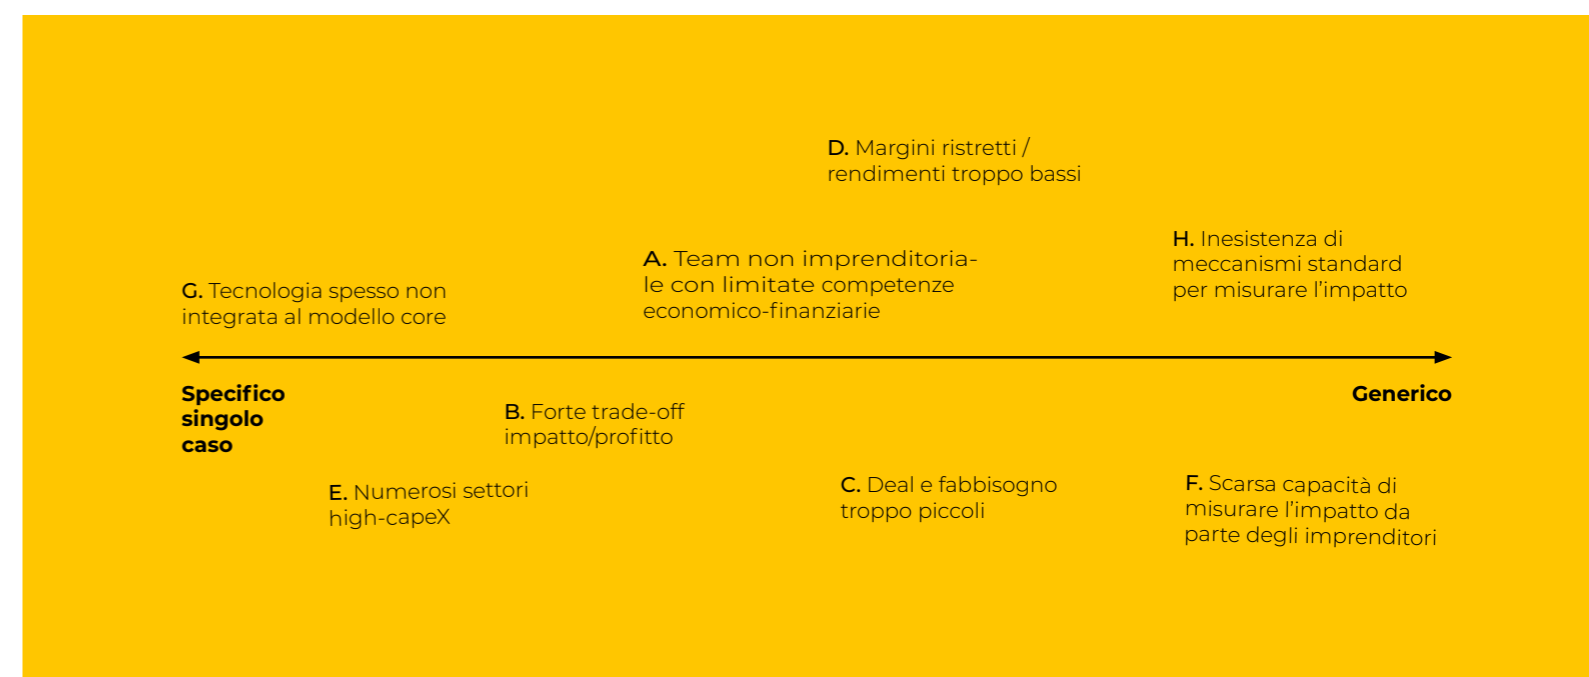 D. Margini ristretti /
rendimenti troppo bassi
H. Inesistenza di
meccanismi standard
per misurare l'impatto
A. Team non imprenditoria-
le con limitate competenze
economico-finanziarie
G. Tecnologia spesso non
integrata al modello core
Specifico
singolo
caso
Generico
B. Forte trade-off
impatto/profitto
E. Numerosi settori
high-capeX
C. Deal e fabbisogno
troppo piccoli
F. Scarsa capacità di
misurare l'impatto da
parte degli imprenditori